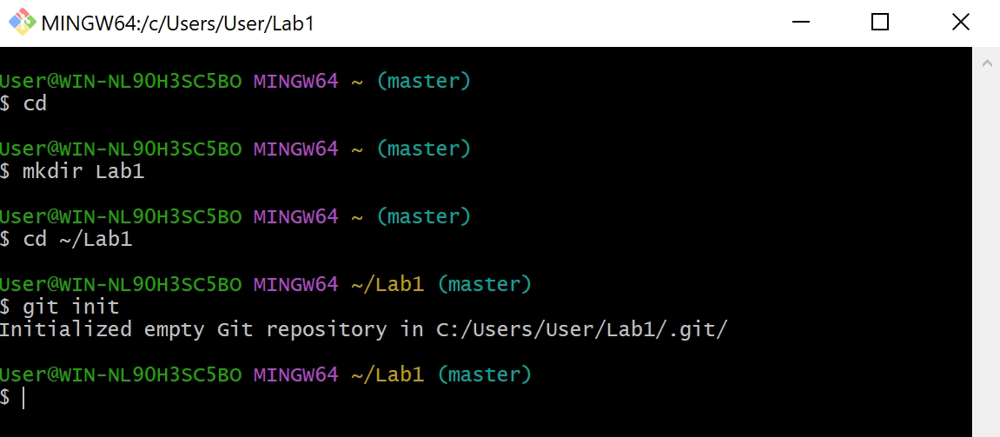 MINGW64:/c/Users/User/Lab1
User@WIN-NL9OH3SC5BO MINGW64 ~ (master)
$ cd
User@WIN-NL9OH3SC5BO MINGW64 ~ (master)
$ mkdir Lab1
User@WIN-NL9OH3SC5BO MINGW64 ~ (master)
$ cd ~/Lab1
User@WIN-NL9OH3SC5BO MINGW64 ~/Lab1 (master)
$ git init
Initialized empty Git repository in C:/Users/User/Lab1/.git/
User@WIN-NL9OH3SC5BO MINGW64 ~/Lab1 (master)
$